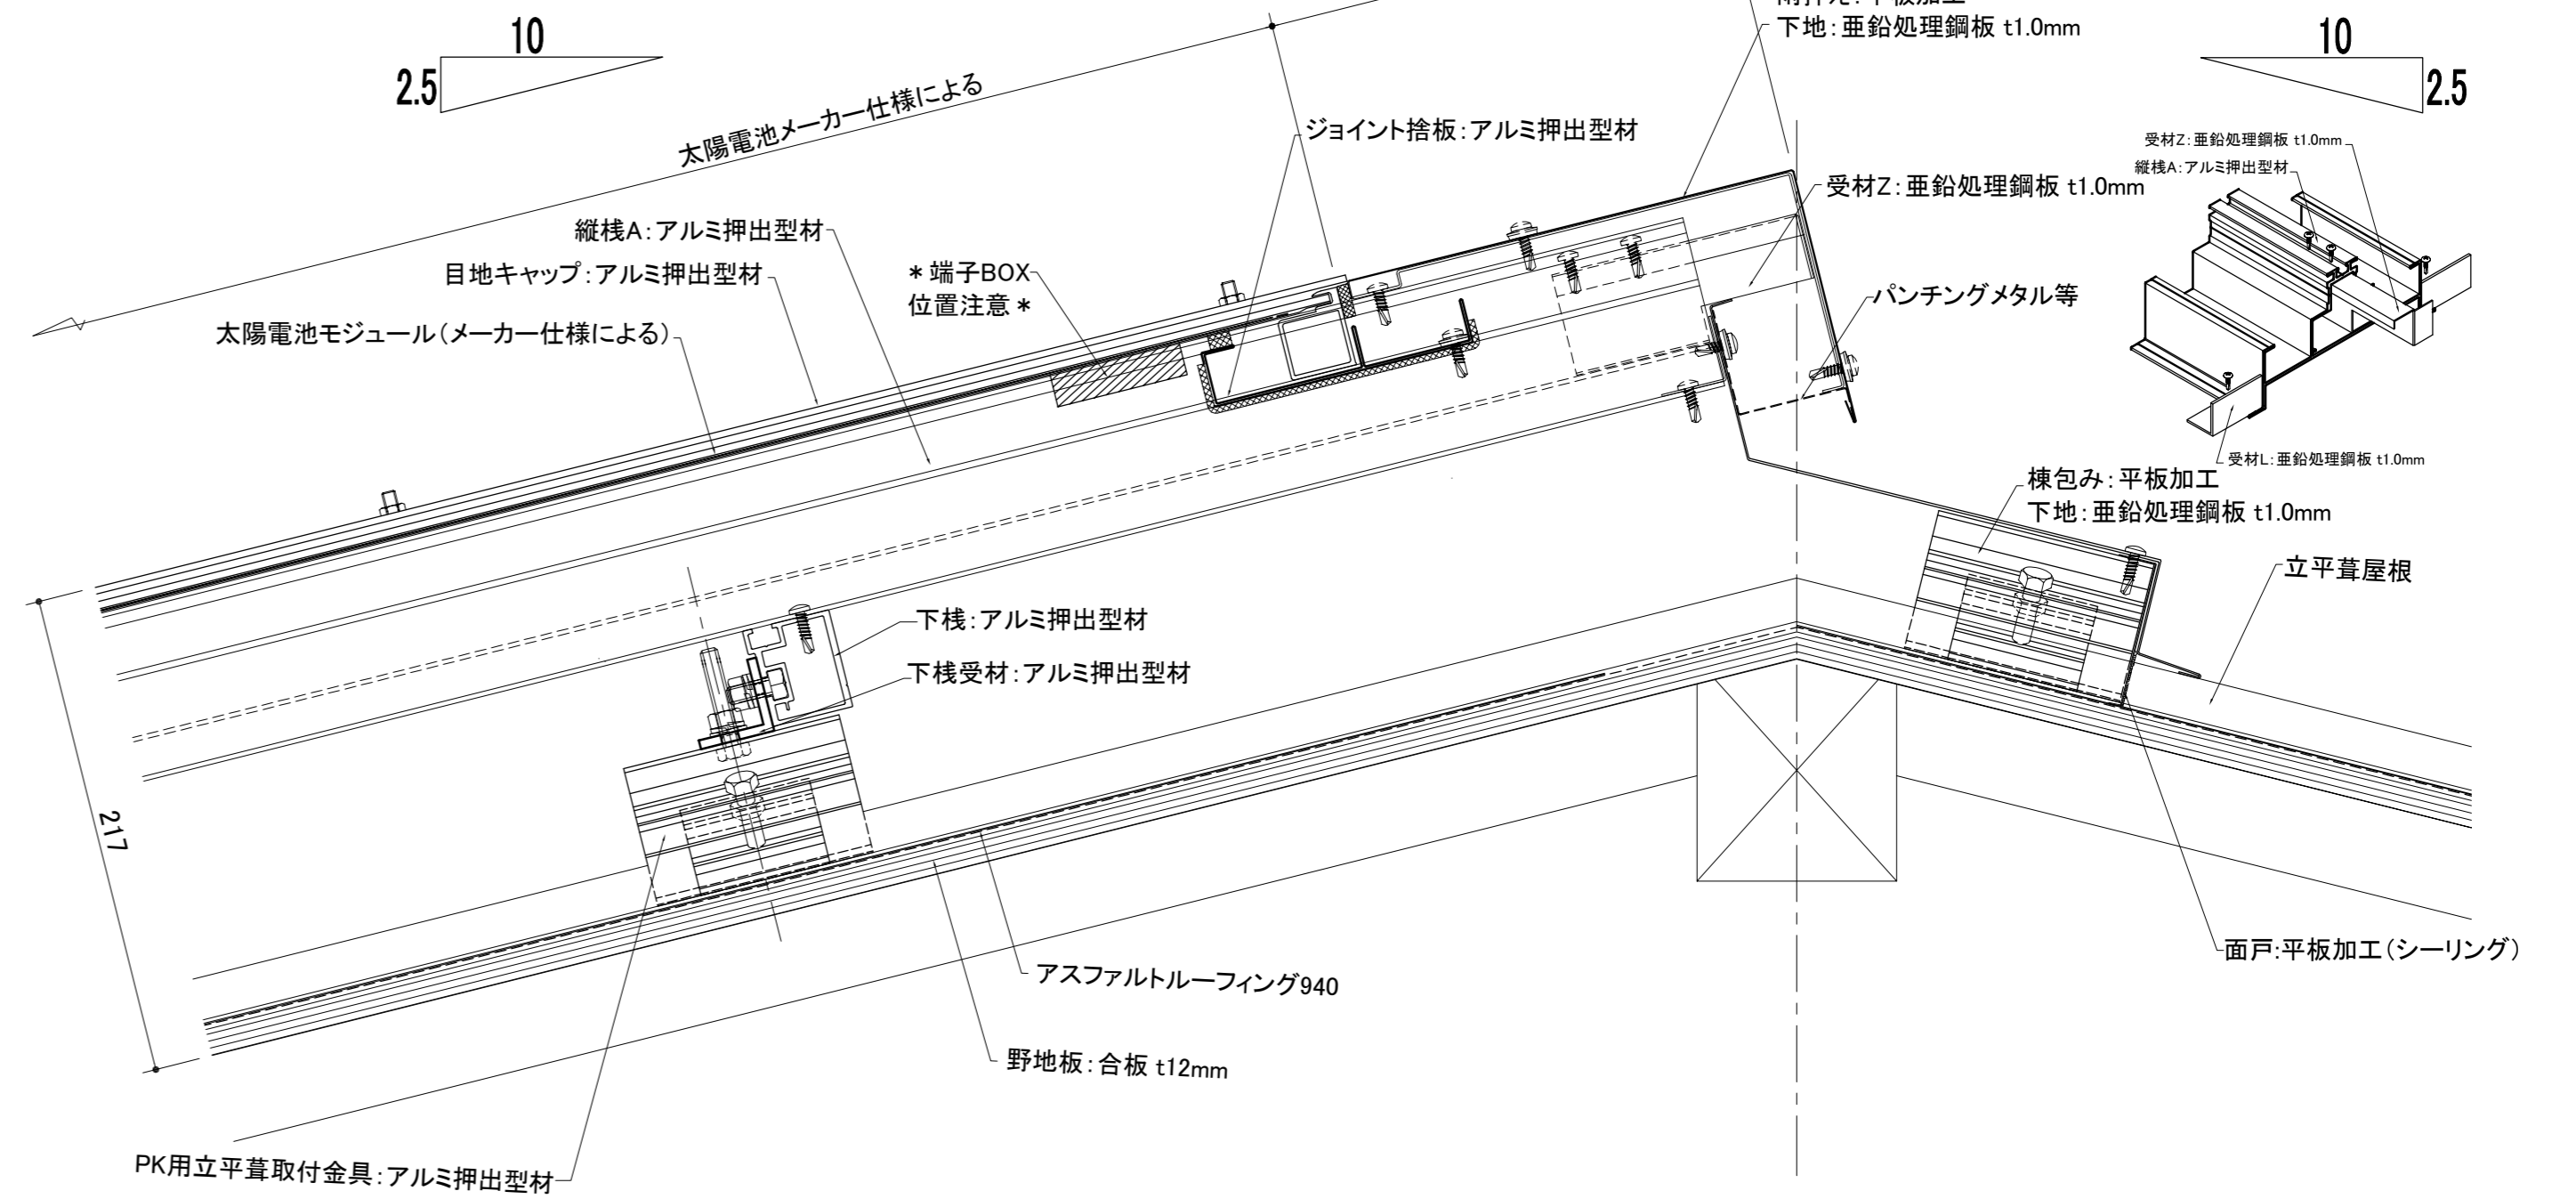 下地：亜鉛処理鋼板 t1.0mm
10
2.5
10
2.5
太陽電池メーカー仕様による
ジョイント捨板：アルミ押出型材
受材Z：亜鉛処理鋼板 t1.0mm
縦桟A：アルミ押出型材
受材Z：亜鉛処理鋼板 t1.0mm
縦桟A：アルミ押出型材
目地キャップ：アルミ押出型材
＊端子BOX
位置注意＊
パンチングメタル等
太陽電池モジュール（メーカー仕様による）
受材L：亜鉛処理鋼板 t1.0mm
棟包み：平板加工
下地：亜鉛処理鋼板 t1.0mm
立平葺屋根
下桟：アルミ押出型材
下桟受材：アルミ押出型材
217
面戸：平板加工（シーリング）
アスファルトルーフィング940
野地板：合板 t12mm
PK用立平葺取付金具：アルミ押出型材